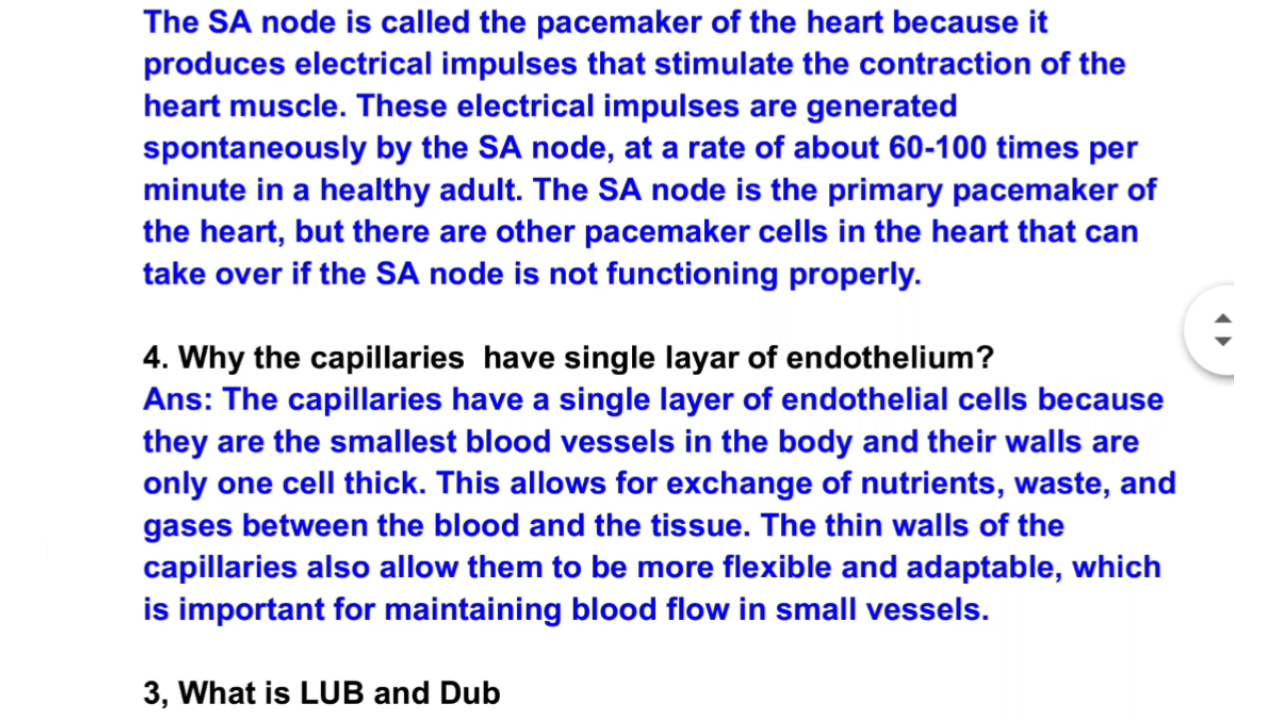 The SA node is called the pacemaker of the heart because it
produces electrical impulses that stimulate the contraction of the
heart muscle. These electrical impulses are generated
spontaneously by the SA node, at a rate of about 60-100 times per
minute in a healthy adult. The SA node is the primary pacemaker of
the heart, but there are other pacemaker cells in the heart that can
take over if the SA node is not functioning properly.
4. Why the capillaries  have single layar of endothelium?
Ans: The capillaries have a single layer of endothelial cells because
they are the smallest blood vessels in the body and their walls are
only one cell thick. This allows for exchange of nutrients, waste, and
gases between the blood and the tissue. The thin walls of the
capillaries also allow them to be more flexible and adaptable, which
is important for maintaining blood flow in small vessels.
3, What is LUB and Dub